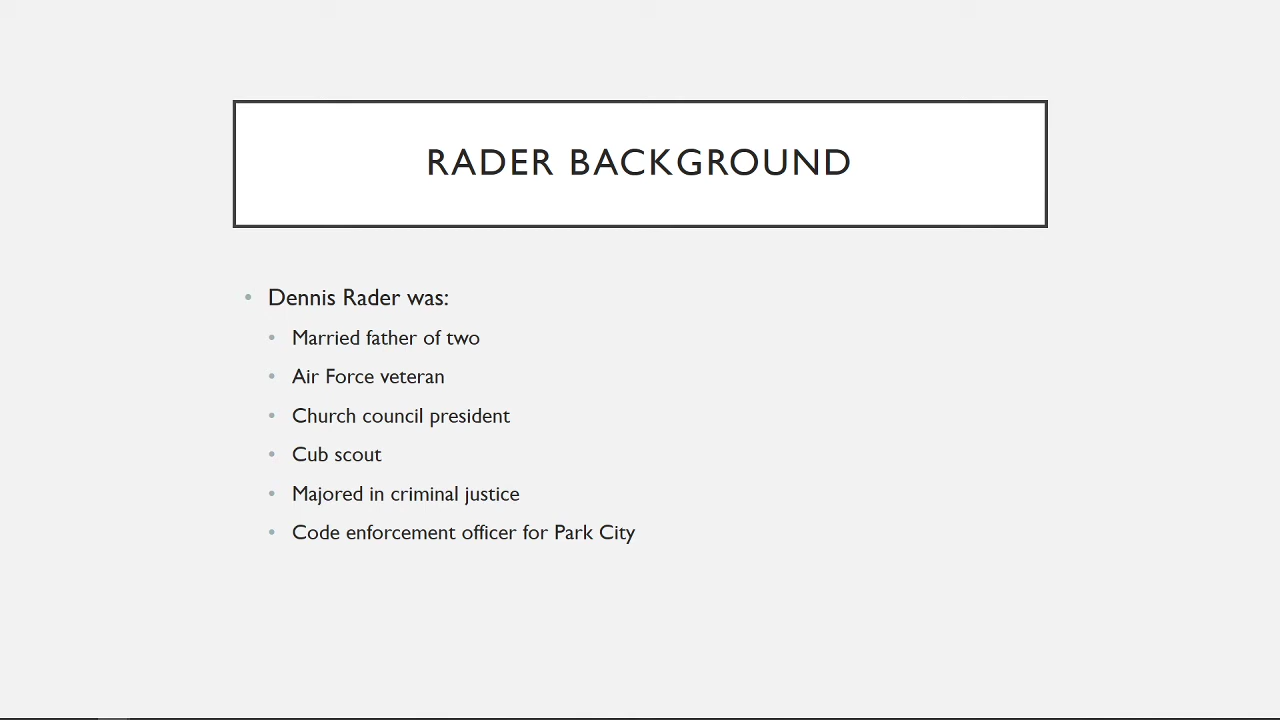 RADER BACKGROUND
• Dennis Rader was:
• Married father of two
• Air Force veteran
• Church council president
• Cub scout
• Majored in criminal justice
• Code enforcement officer for Park City